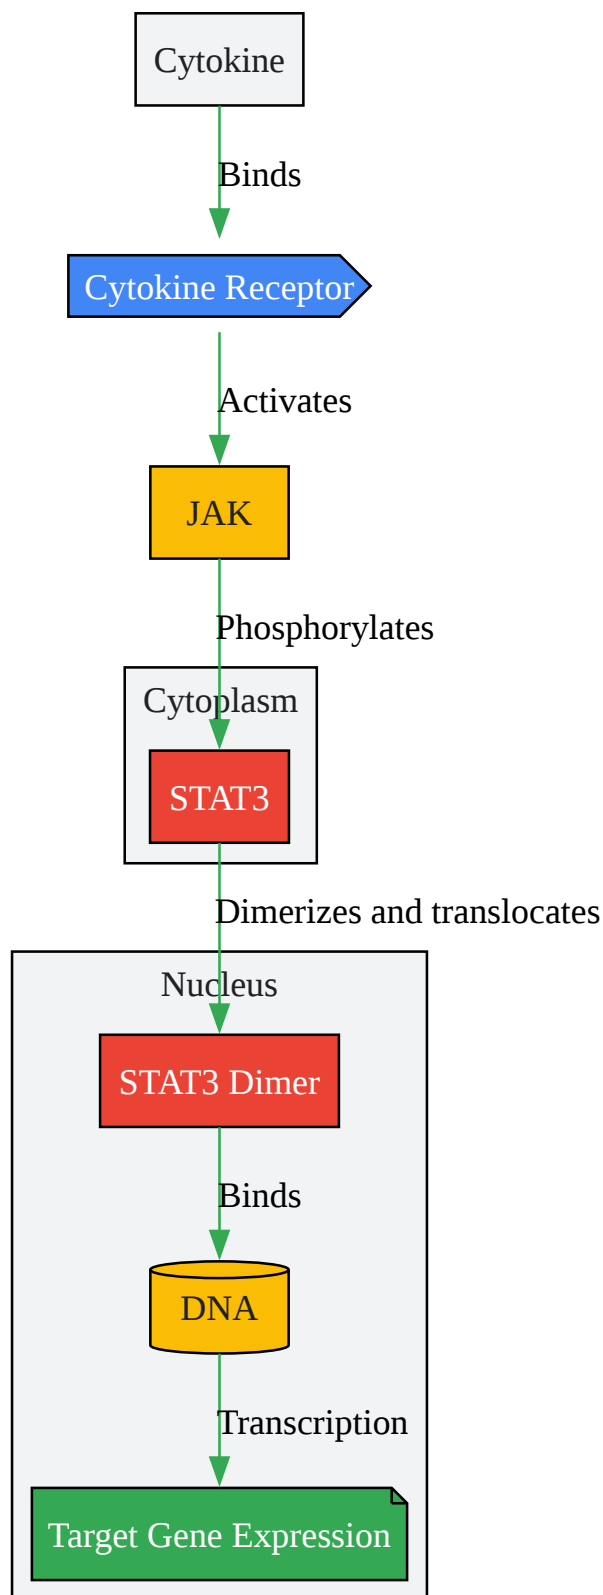 Cytokine
Binds
Cytokine Receptor
Activates
JAK
Phosphorylates
Cytoplasm
STAT3
Dimerizes and translocates
Nucleus
STAT3 Dimer
Binds
DNA
Transcription
Target Gene Expression